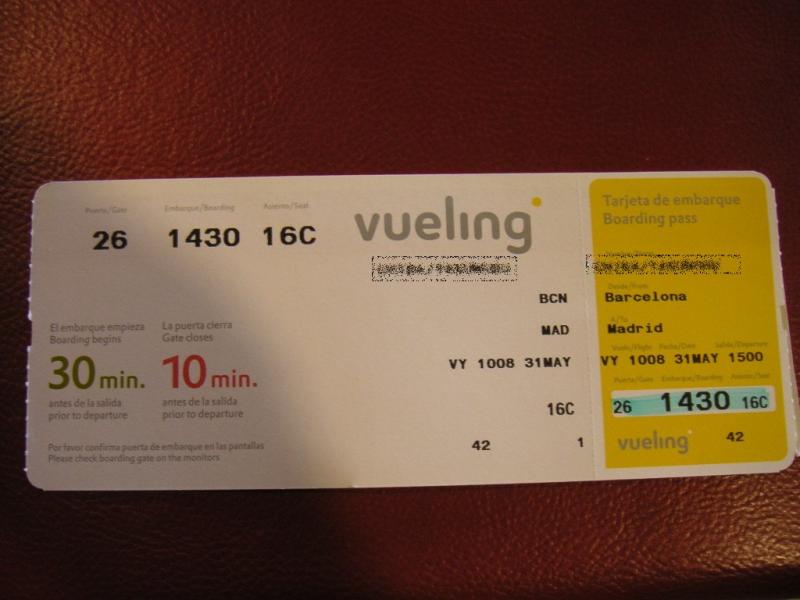 Puerta/Gate Embarque/Boarding Asiento/Seat
26 1430 16C
vueling
BCN
MAD
VY 1008 31MAY
16C
42 1
El embarque empieza
Boarding begins
30 min.
antes de la salida
prior to departure
La puerta cierra
Gate closes
10 min.
antes de la salida
prior to departure
Por favor confirma puerta de embarque en las pantallas
Please check boarding gate on the monitors
Tarjeta de embarque
Boarding pass
Desde/From
Barcelona
A/To
Madrid
Vuelo/Flight Fecha/Date Salida/Departure
VY 1008 31MAY 1500
Puerta/Gate Embarque/Boarding Asiento/Seat
26 1430 16C
vueling 42